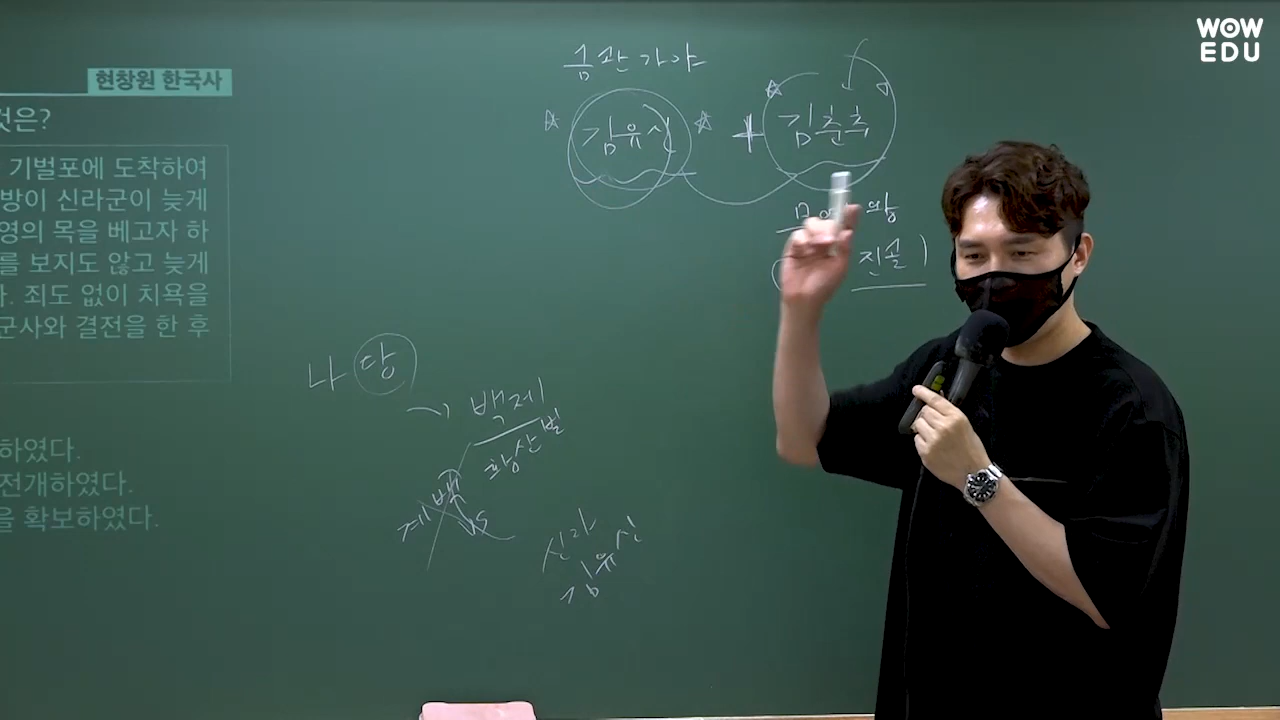 WOW
EDU
현창원 한국사
것은?
기벌포에 도착하여
방이 신라군이 늦게
영의 목을 베고자 하
를 보지도 않고 늦게
. 죄도 없이 치욕을
군사와 결전을 한 후
하였다.
전개하였다.
을 확보하였다.
금관가야
김유신 + 김춘추
왕
진골)
나 당
→ 백제
황산벌
계백 vs
신라
김유신